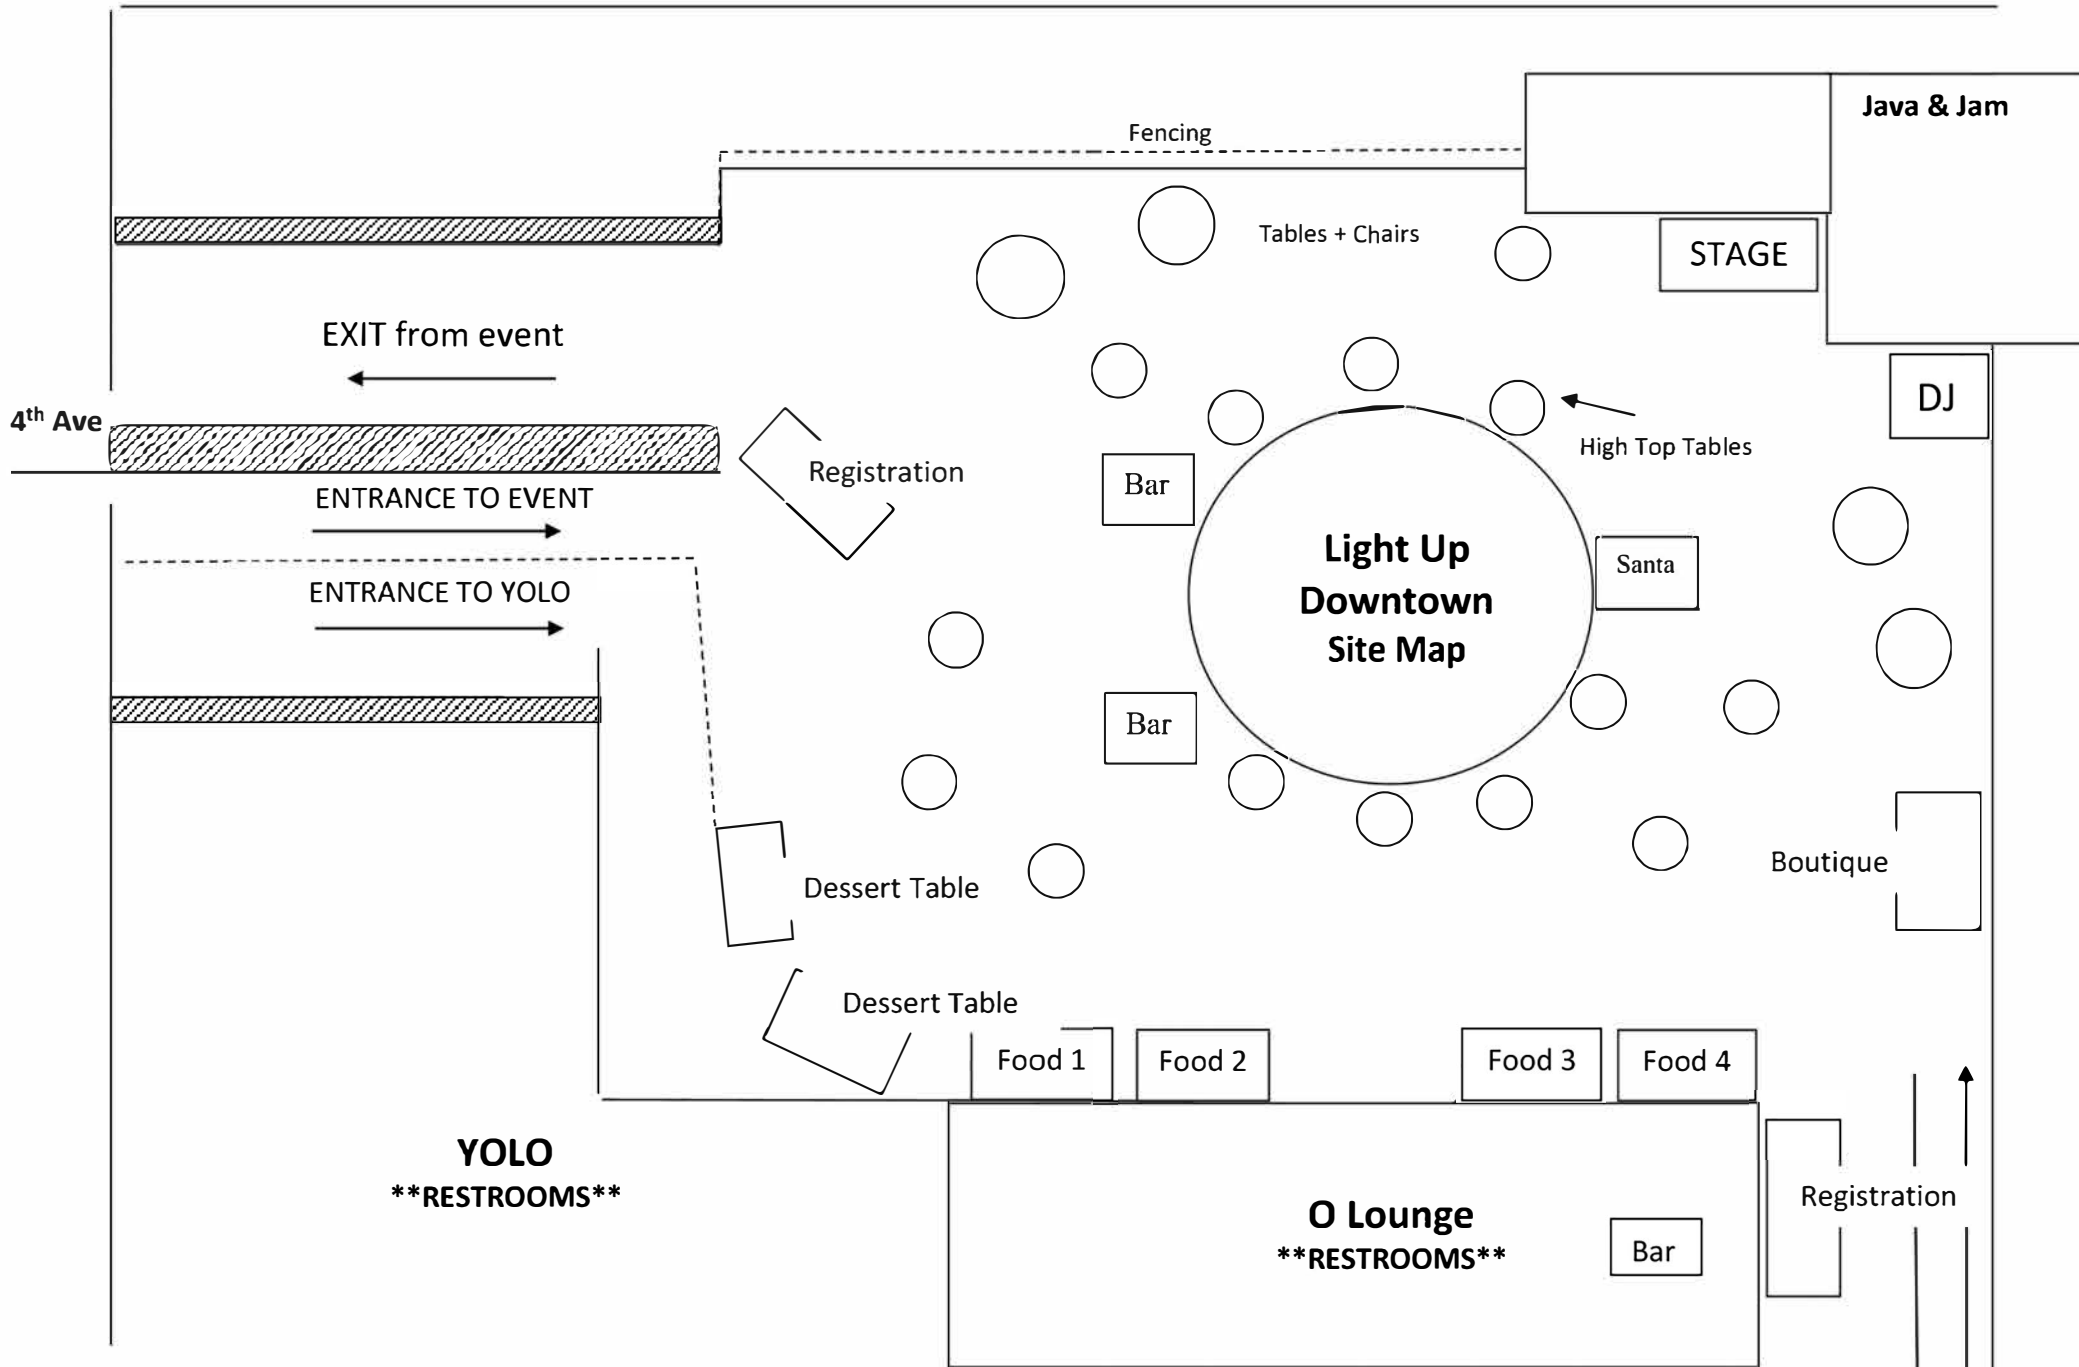 Java & Jam
Fencing
Tables + Chairs
STAGE
EXIT from event
DJ
4th Ave
High Top Tables
Registration
Bar
ENTRANCE TO EVENT
Light Up
Downtown
Site Map
Santa
ENTRANCE TO YOLO
Bar
Boutique
Dessert Table
Dessert Table
Food 1
Food 2
Food 3
Food 4
YOLO
**RESTROOMS**
O Lounge
**RESTROOMS**
Bar
Registration